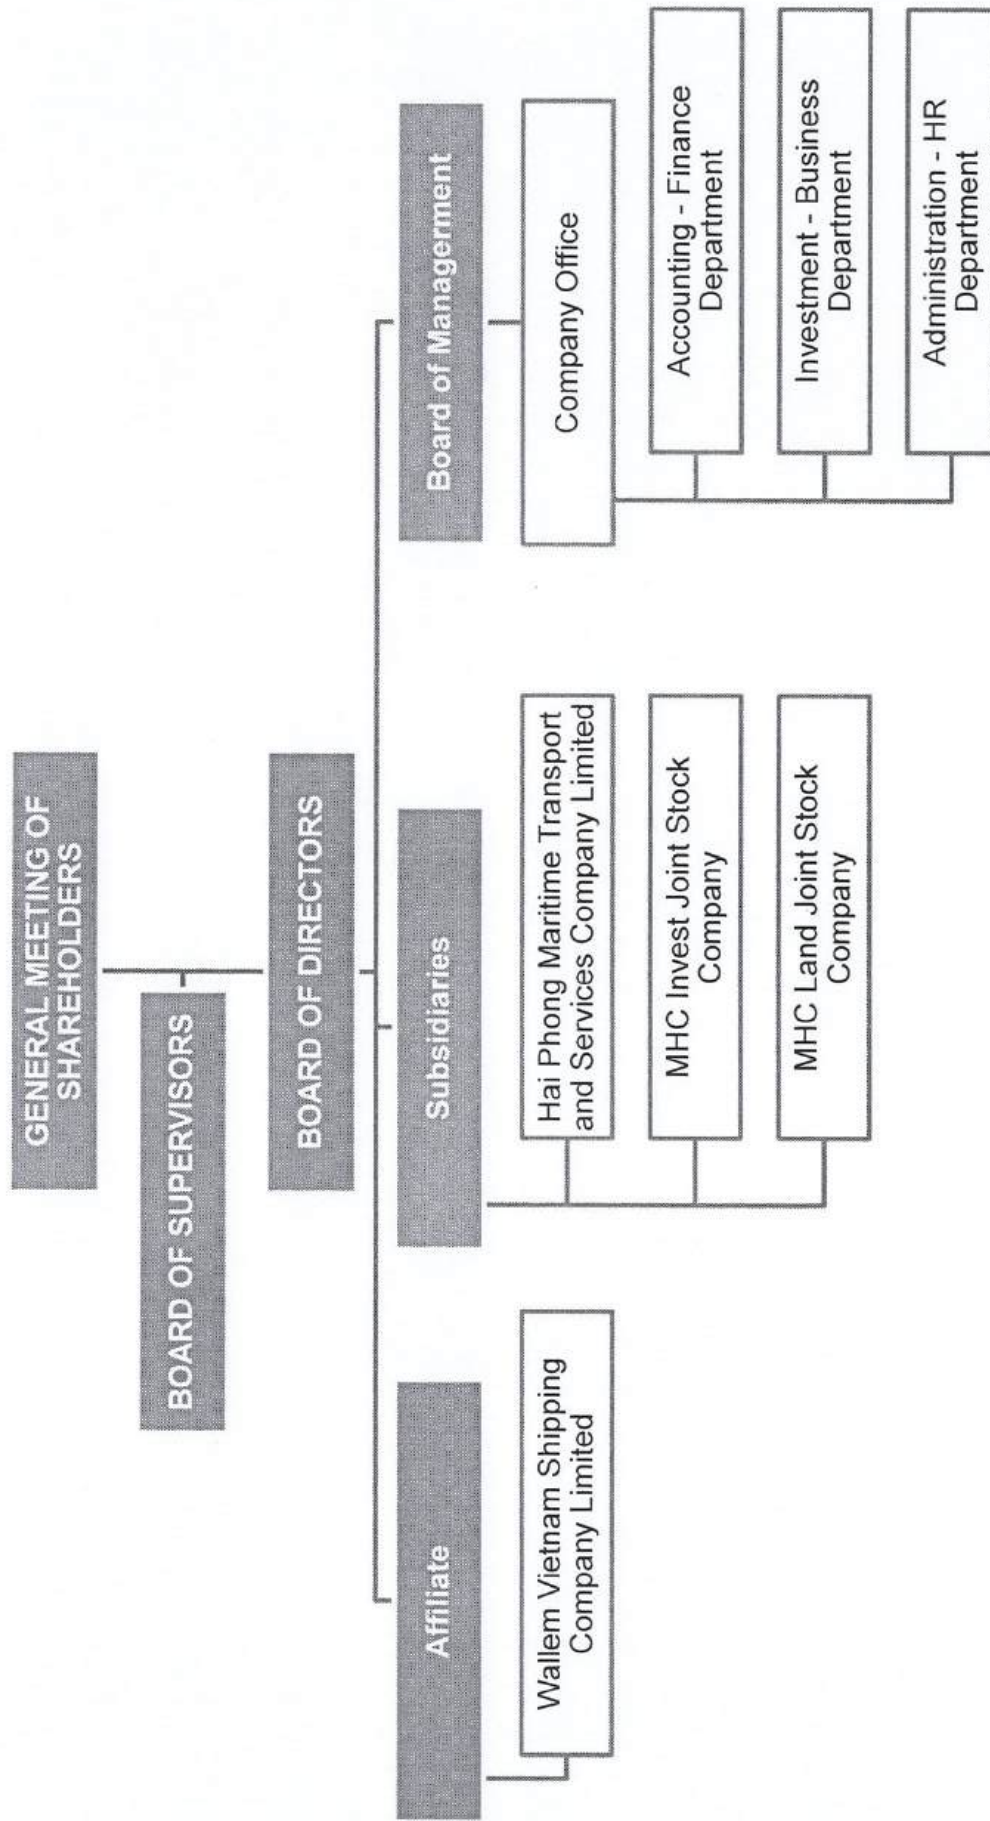 GENERAL MEETING OF
SHAREHOLDERS
BOARD OF SUPERVISORS
BOARD OF DIRECTORS
Affiliate
Subsidiaries
Board of Managerment
Wallem Vietnam Shipping
Company Limited
Hai Phong Maritime Transport
and Services Company Limited
MHC Invest Joint Stock
Company
MHC Land Joint Stock
Company
Company Office
Accounting - Finance
Department
Investment - Business
Department
Administration - HR
Department